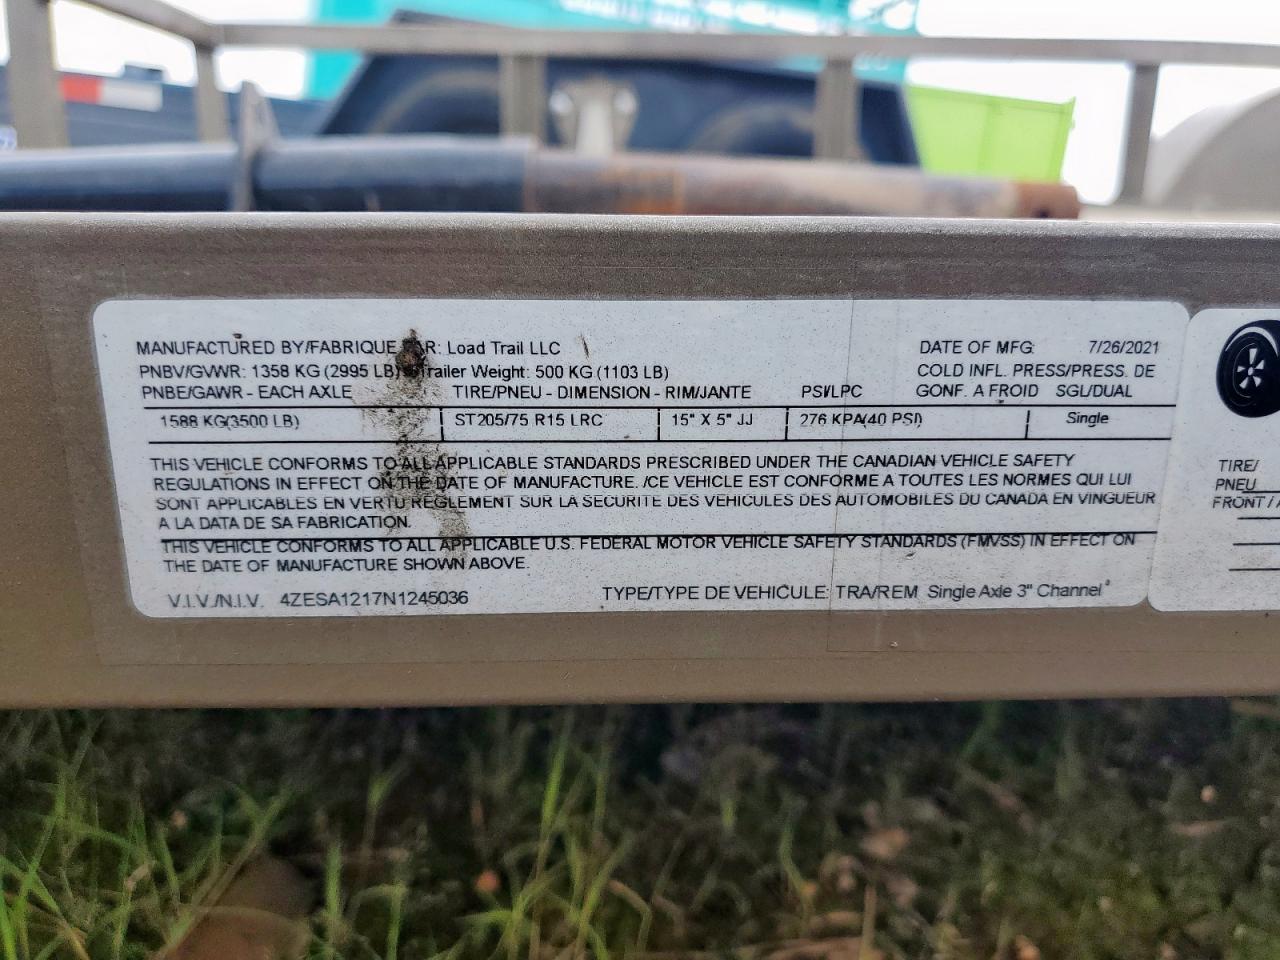 MANUFACTURED BY/FABRIQUE PAR: Load Trail LLC
DATE OF MFG: 7/26/2021
PNBV/GVWR: 1358 KG (2995 LB) Trailer Weight: 500 KG (1103 LB)
COLD INFL. PRESS/PRESS. DE
PNBE/GAWR - EACH AXLE TIRE/PNEU - DIMENSION - RIM/JANTE PSI/LPC GONF. A FROID SGL/DUAL
1588 KG(3500 LB) ST205/75 R15 LRC 15" X 5" JJ 276 KPA(40 PSI) Single
THIS VEHICLE CONFORMS TO ALL APPLICABLE STANDARDS PRESCRIBED UNDER THE CANADIAN VEHICLE SAFETY
REGULATIONS IN EFFECT ON THE DATE OF MANUFACTURE. /CE VEHICLE EST CONFORME A TOUTES LES NORMES QUI LUI
SONT APPLICABLES EN VERTU REGLEMENT SUR LA SECURITE DES VEHICULES DES AUTOMOBILES DU CANADA EN VINGUEUR
A LA DATA DE SA FABRICATION.
THIS VEHICLE CONFORMS TO ALL APPLICABLE U.S. FEDERAL MOTOR VEHICLE SAFETY STANDARDS (FMVSS) IN EFFECT ON
THE DATE OF MANUFACTURE SHOWN ABOVE.
V.I.V./N.I.V. 4ZESA1217N1245036 TYPE/TYPE DE VEHICULE: TRA/REM Single Axle 3" Channel
TIRE/
PNEU
FRONT /